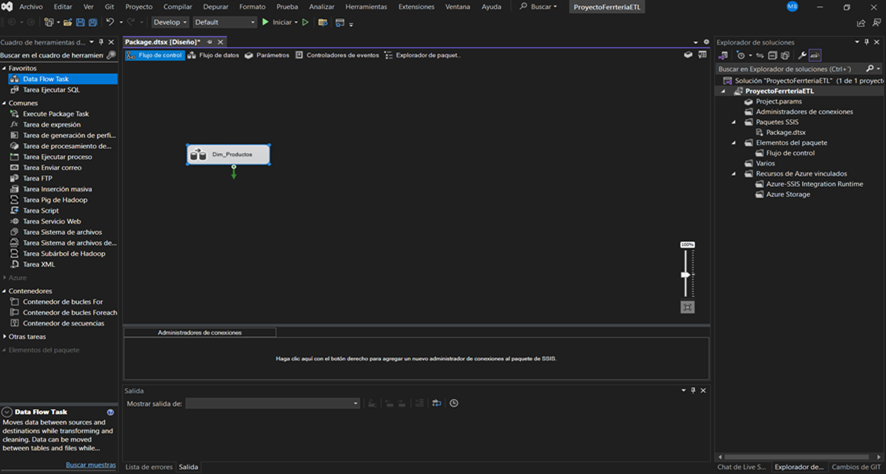 Archivo Editar Ver Git Proyecto Compilar Depurar Formato Prueba Analizar Herramientas Extensiones Ventana Ayuda Buscar ProyectoFerrteriaETL MB
Develop Default Iniciar
Cuadro de herramientas d...
Buscar en el cuadro de herramien
Favoritos
Data Flow Task
Tarea Ejecutar SQL
Comunes
Execute Package Task
Tarea de expresión
Tarea de generación de perfi...
Tarea de procesamiento de...
Tarea Ejecutar proceso
Tarea Enviar correo
Tarea FTP
Tarea Inserción masiva
Tarea Pig de Hadoop
Tarea Script
Tarea Servicio Web
Tarea Sistema de archivos
Tarea Sistema de archivos de...
Tarea Subárbol de Hadoop
Tarea XML
Azure
Contenedores
Contenedor de bucles For
Contenedor de bucles Foreach
Contenedor de secuencias
Otras tareas
Elementos del paquete
Data Flow Task
Moves data between sources and
destinations while transforming and
cleaning. Data can be moved
between tables and files while...
Buscar muestras
Package.dtsx [Diseño]*
Flujo de control Flujo de datos Parámetros Controladores de eventos Explorador de paquet...
Dim_Productos
100%
Administradores de conexiones
Haga clic aquí con el botón derecho para agregar un nuevo administrador de conexiones al paquete de SSIS.
Salida
Mostrar salida de:
Lista de errores Salida
Explorador de soluciones
Buscar en Explorador de soluciones (Ctrl+´)
Solución "ProyectoFerrteriaETL" (1 de 1 proyecto
ProyectoFerrteriaETL
Project.params
Administradores de conexiones
Paquetes SSIS
Package.dtsx
Elementos del paquete
Flujo de control
Varios
Recursos de Azure vinculados
Azure-SSIS Integration Runtime
Azure Storage
Chat de Live S... Explorador de... Cambios de GIT